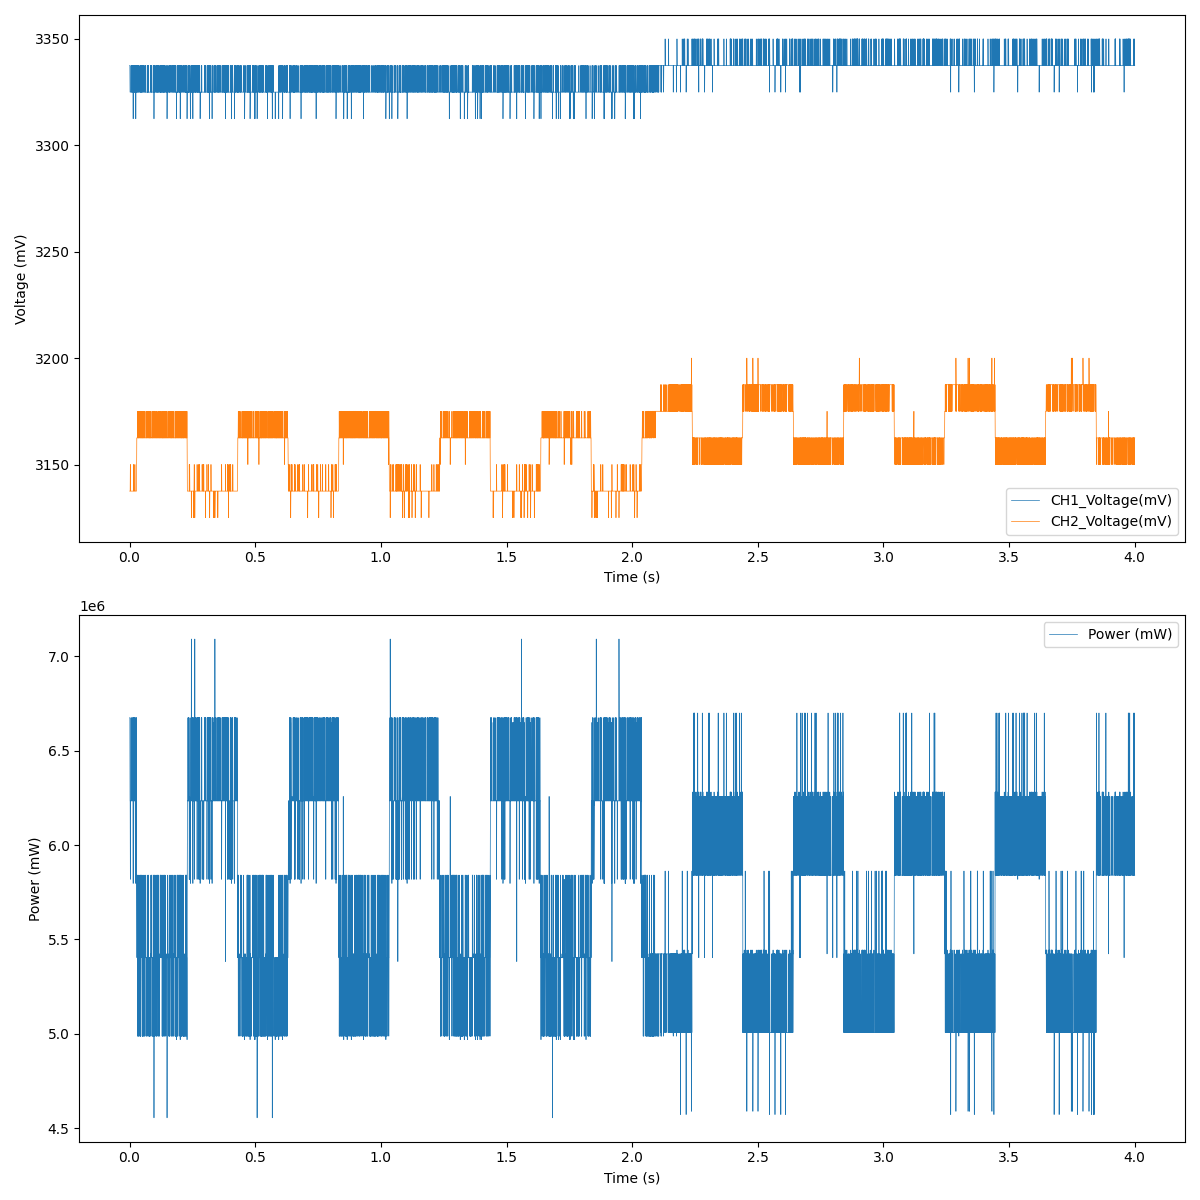 3350
3300
3250
3200
3150
Voltage (mV)
CH1_Voltage(mV)
CH2_Voltage(mV)
0.0 0.5 1.0 1.5 2.0 2.5 3.0 3.5 4.0
Time (s)
1e6
7.0
6.5
6.0
5.5
5.0
4.5
Power (mW)
Power (mW)
0.0 0.5 1.0 1.5 2.0 2.5 3.0 3.5 4.0
Time (s)